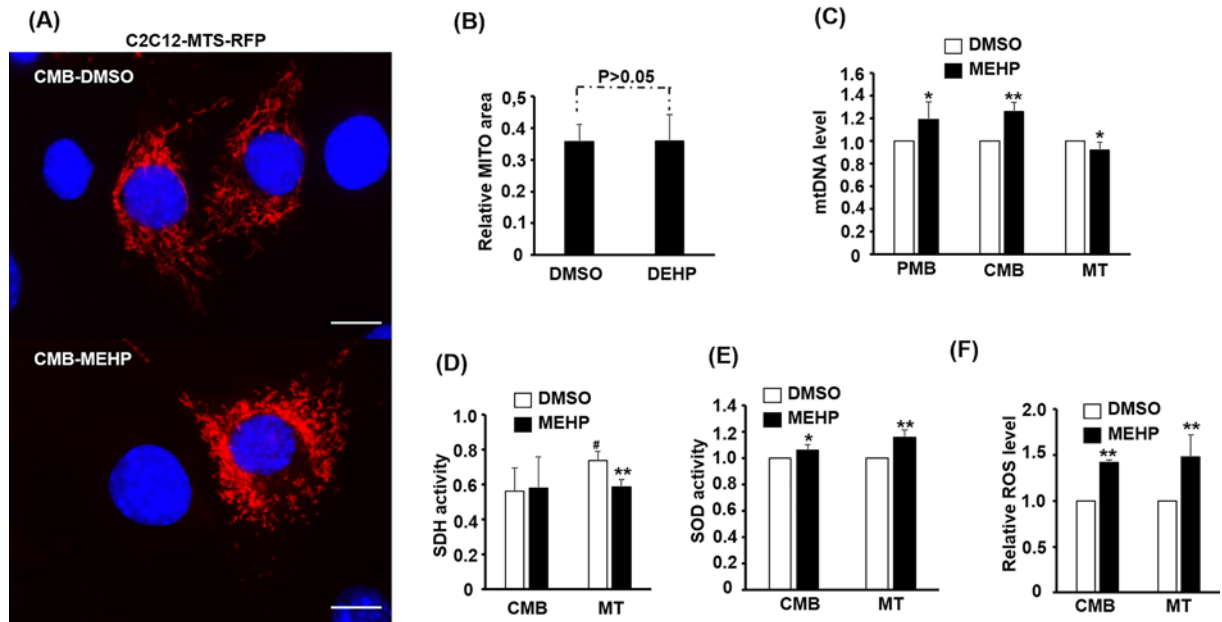 (A)
C2C12-MTS-RFP
CMB-DMSO
CMB-MEHP
(B)
P>0.05
Relative MITO area
0,5
0.4
0.3
0.2
0.1
0
DMSO
DEHP
(C)
DMSO
MEHP
mtDNA level
1.6
1.4
1.2
1.0
0.8
0.6
0.4
0.2
0
*
**
*
PMB
CMB
MT
(D)
DMSO
MEHP
SDH activity
1.0
0.8
0.6
0.4
0.2
0
#
**
CMB
MT
(E)
DMSO
MEHP
SOD activity
1.4
1.2
1.0
0.8
0.6
0.4
1.2
0
*
**
CMB
MT
(F)
DMSO
MEHP
Relative ROS level
2.0
1.5
1.0
1.5
0
**
**
CMB
MT